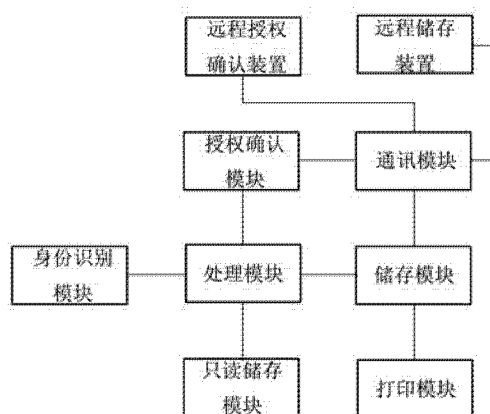 远程授权
确认装置
远程储存
装置
授权确认
模块
通讯模块
身份识别
模块
处理模块
储存模块
只读储存
模块
打印模块